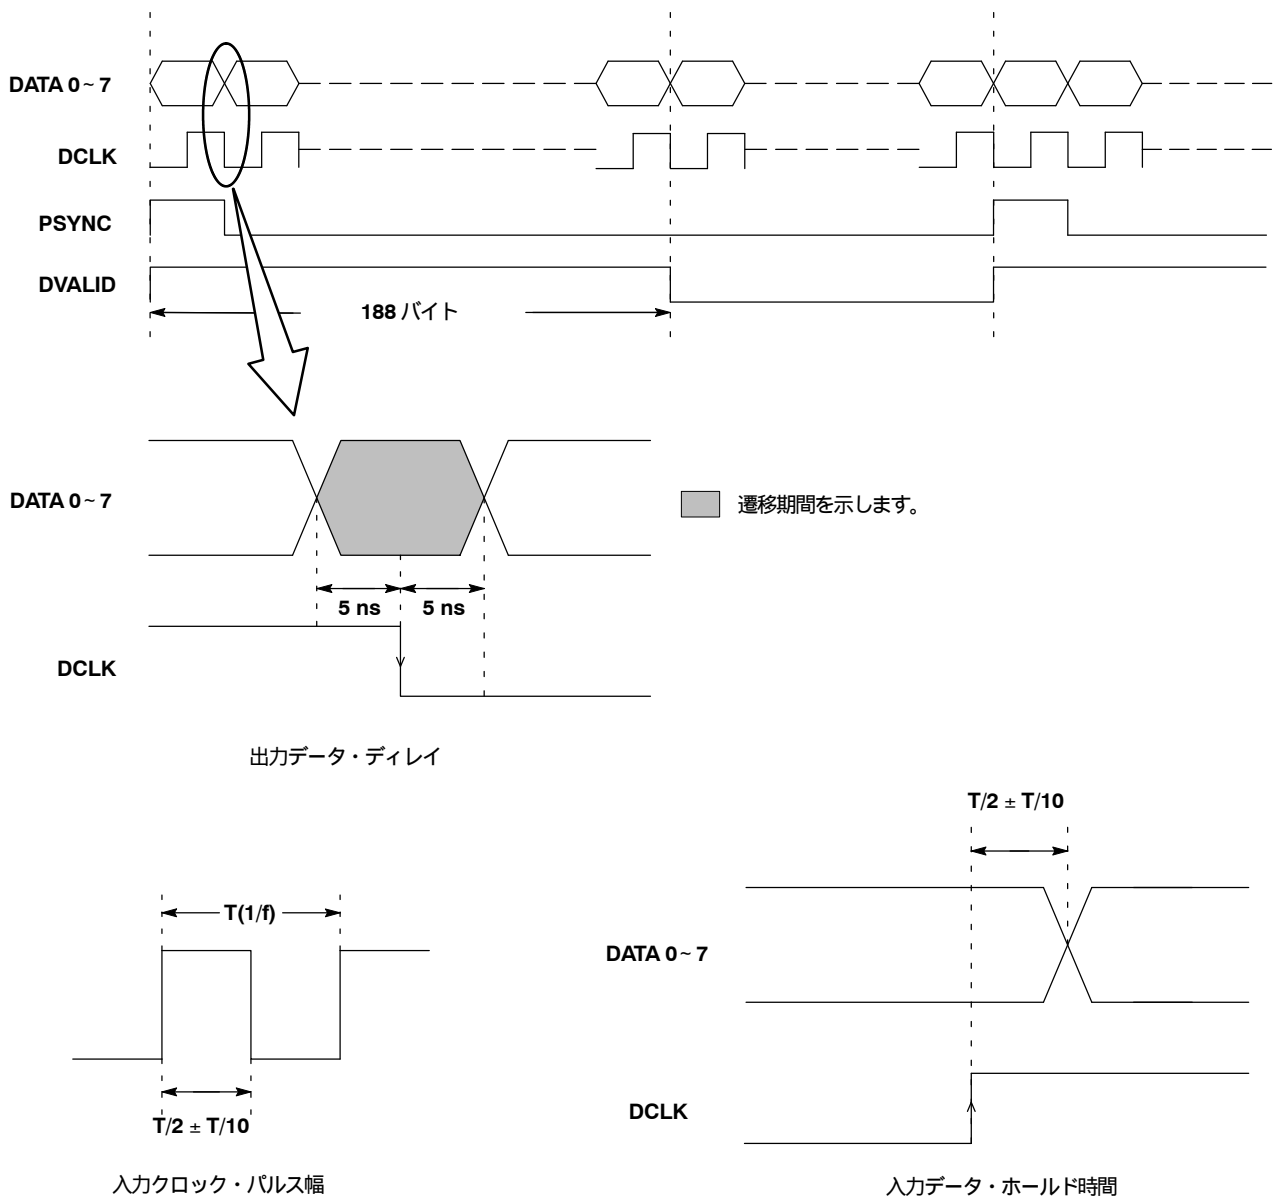 DATA 0 ~ 7
DCLK
PSYNC
DVALID
188 バイト
DATA 0 ~ 7
遷移期間を示します。
5 ns
5 ns
DCLK
出力データ・ディレイ
T/2 ± T/10
T(1/f)
DATA 0 ~ 7
DCLK
T/2 ± T/10
入力クロック・パルス幅
入力データ・ホールド時間